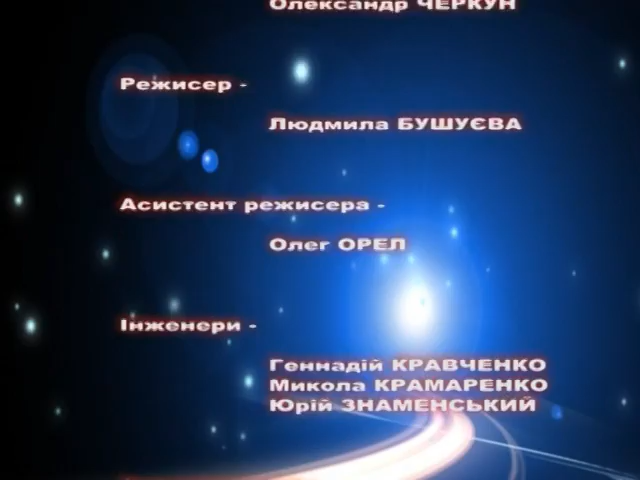 Олександр ЧЕРКУН
Режисер -
Людмила БУШУЄВА
Асистент режисера -
Олег ОРЕЛ
Інженери -
Геннадій КРАВЧЕНКО
Микола КРАМАРЕНКО
Юрій ЗНАМЕНСЬКИЙ